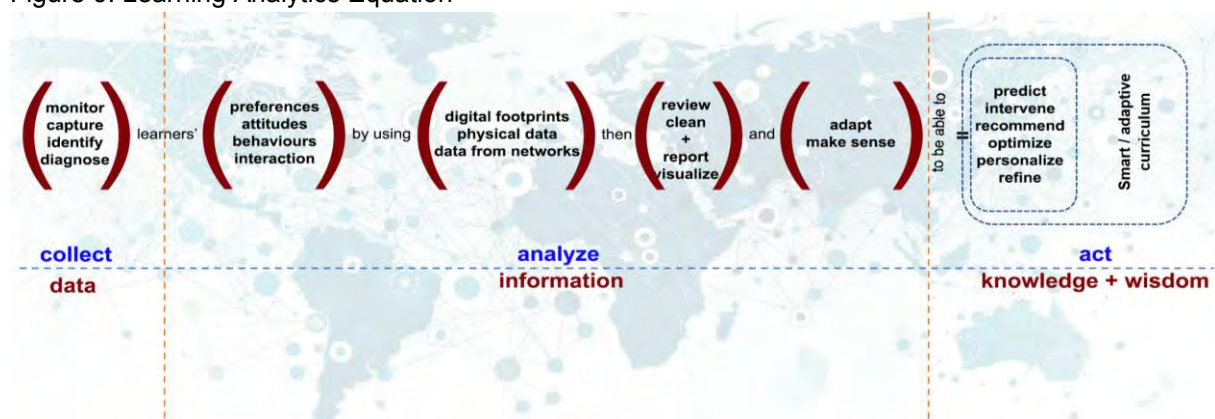 Figure 6. Learning Analytics Equation
monitor
capture
identify
diagnose
learners'
preferences
attitudes
behaviours
interaction
by using
digital footprints
physical data
data from networks
then
review
clean
+
report
visualize
and
adapt
make sense
to be able to
=
predict
intervene
recommend
optimize
personalize
refine
Smart / adaptive
curriculum
collect
analyze
act
data
information
knowledge + wisdom